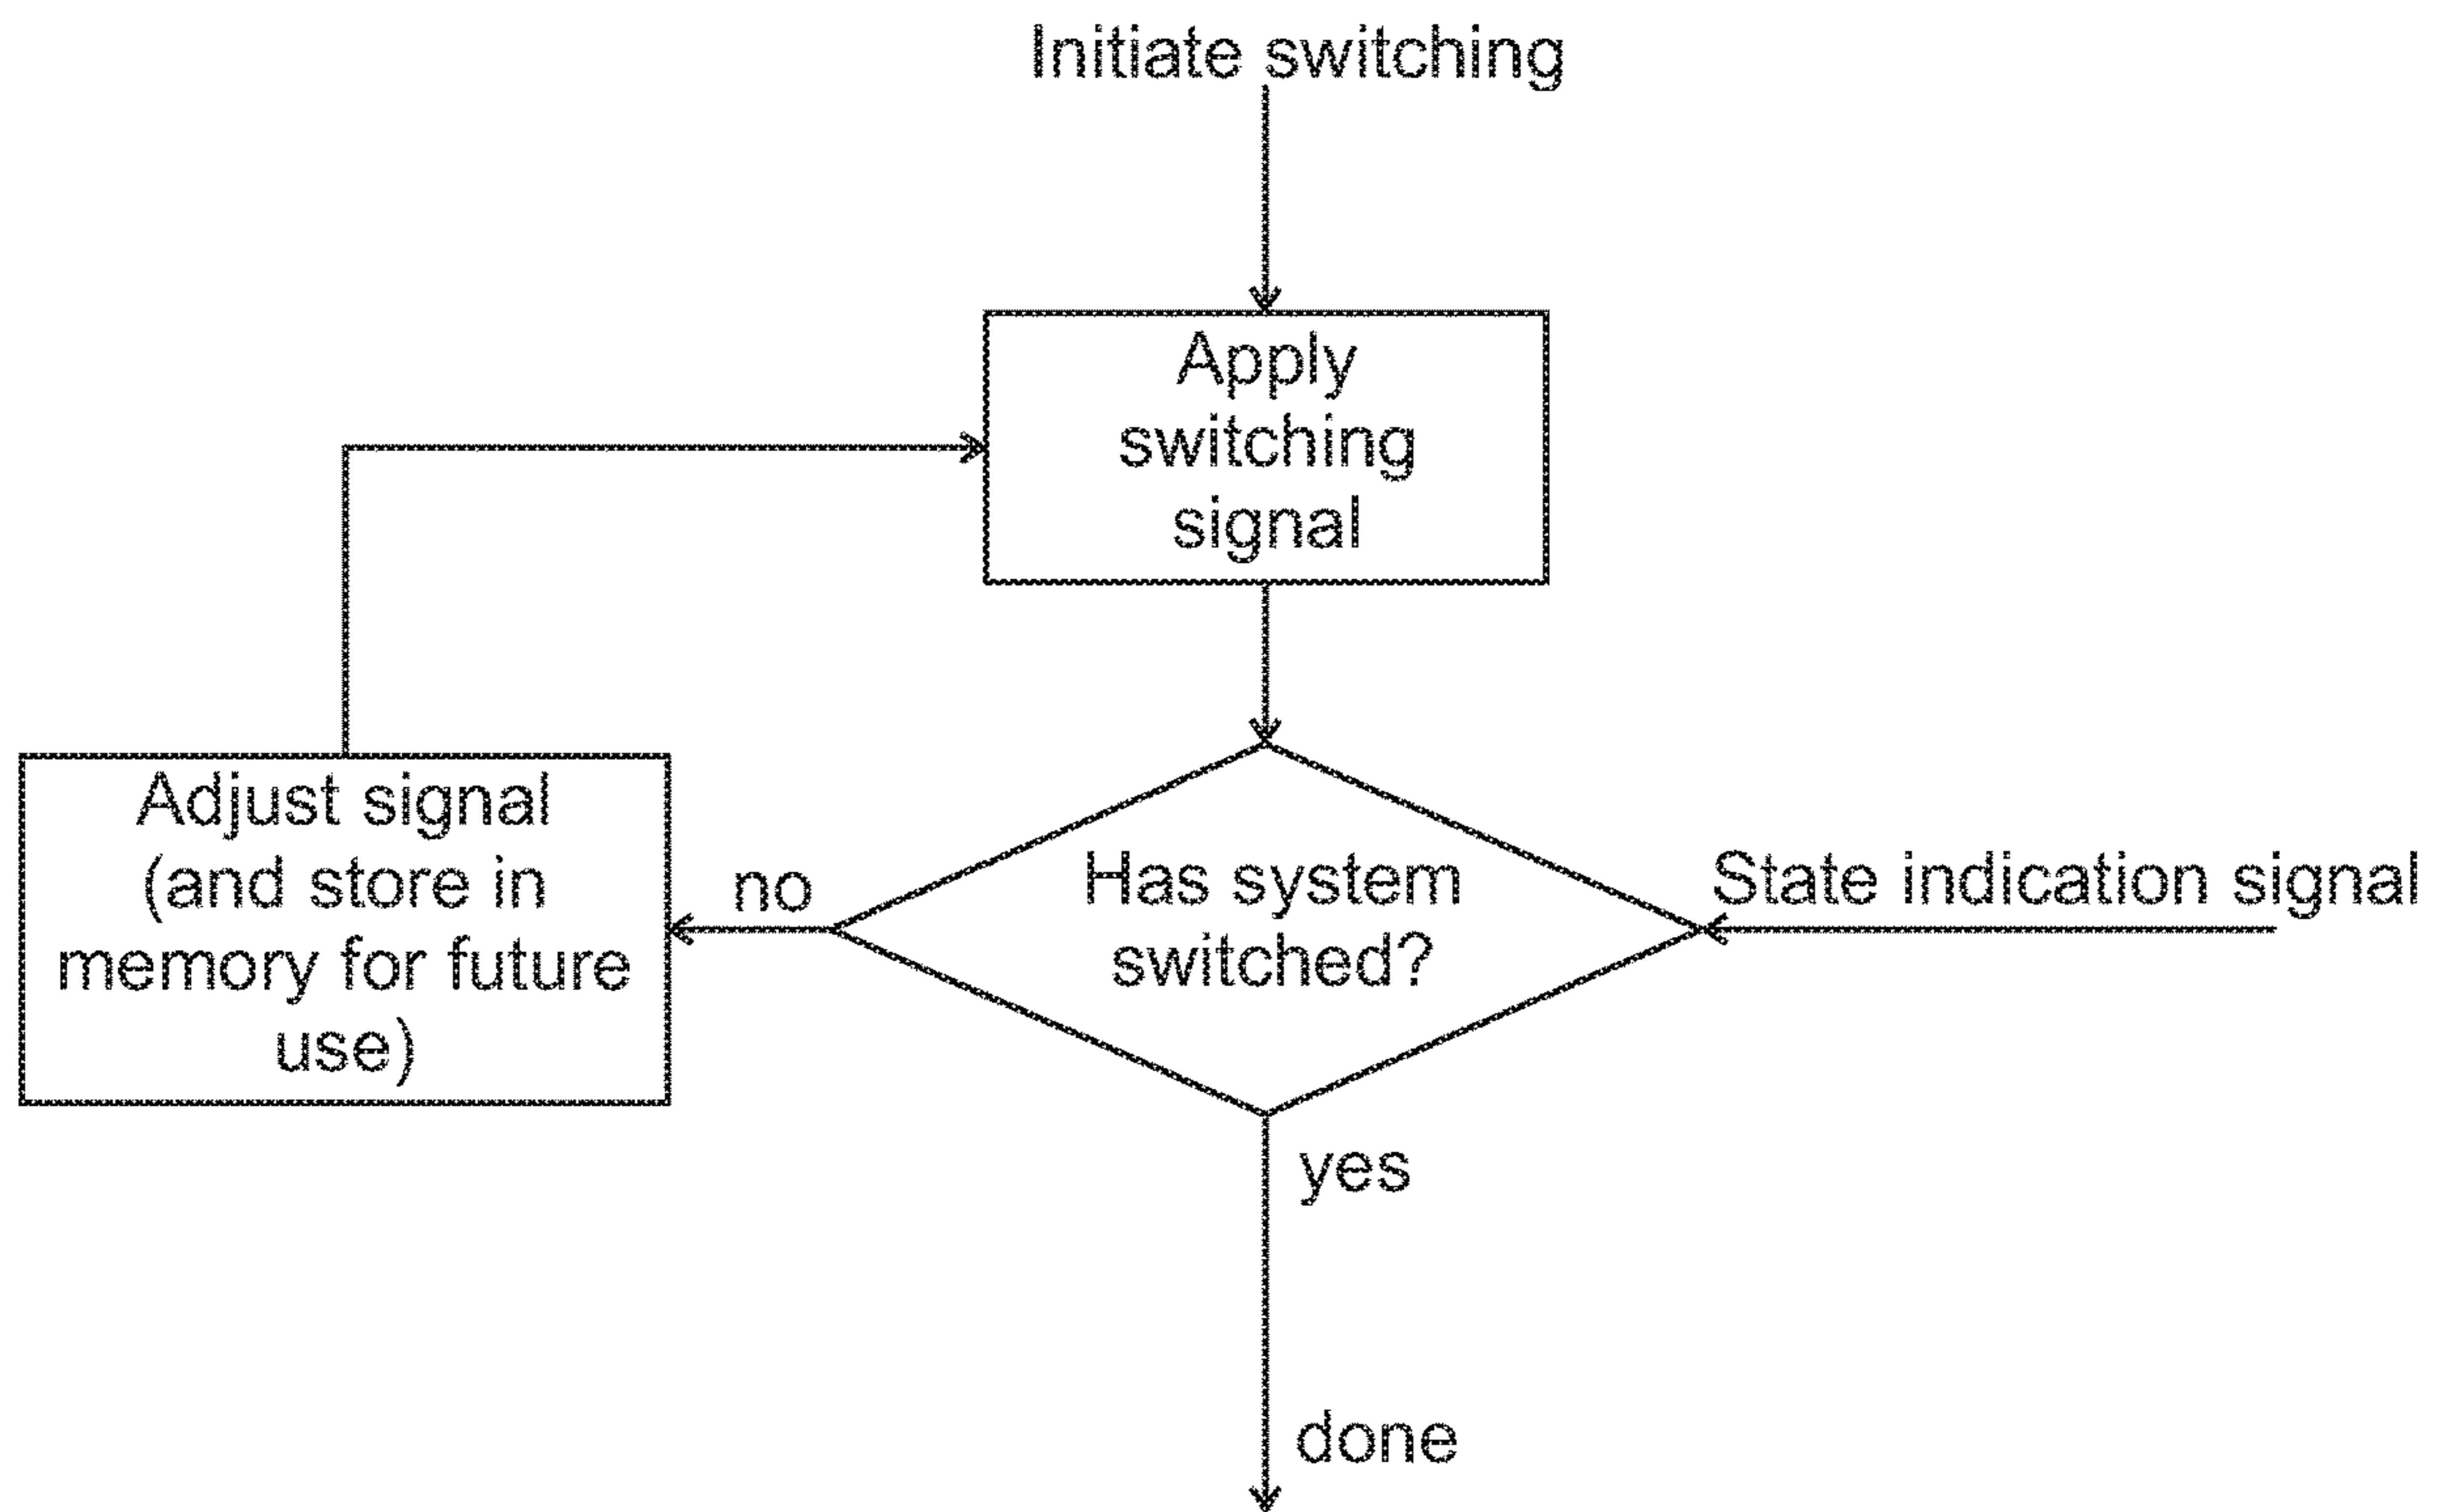 Initiate switching
Apply
switching
signal
Adjust signal
(and store in
memory for future
use)
no
Has system
switched?
State indication signal
yes
done